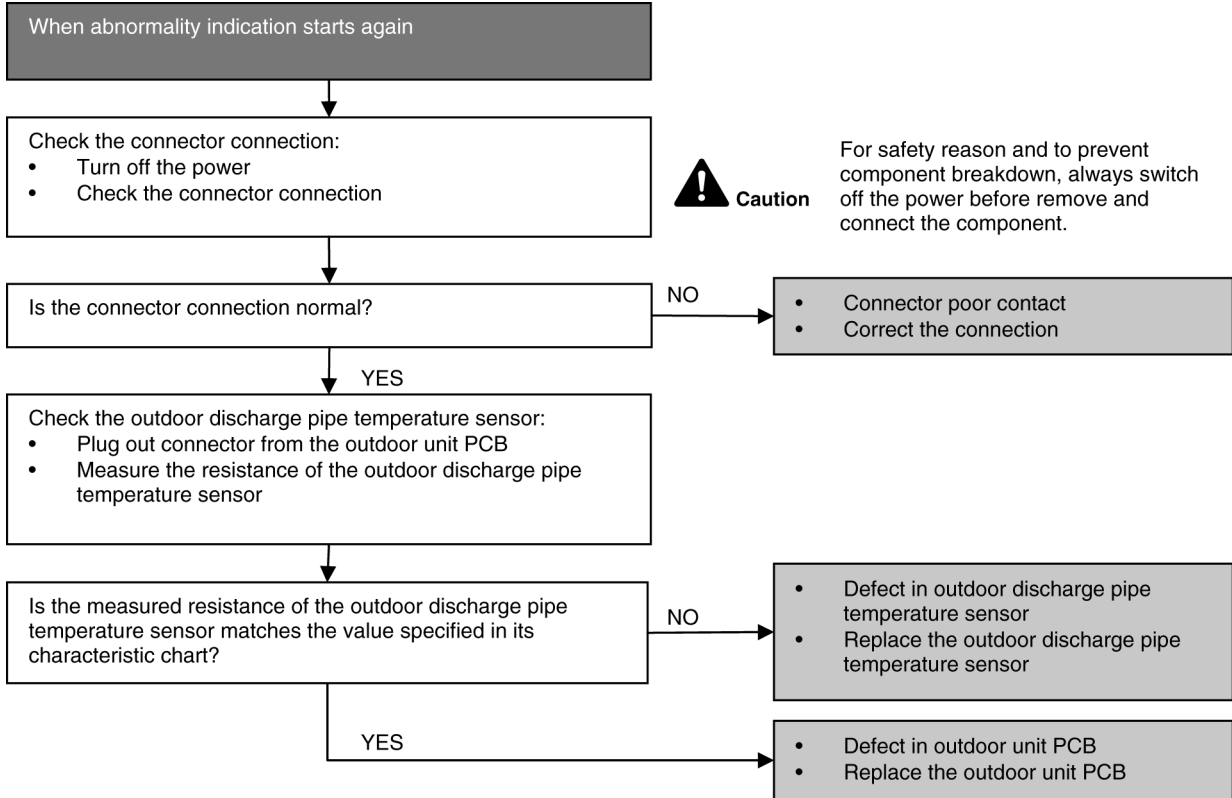 When abnormality indication starts again
Check the connector connection:
• Turn off the power
• Check the connector connection
Caution
For safety reason and to prevent
component breakdown, always switch
off the power before remove and
connect the component.
Is the connector connection normal?
NO
• Connector poor contact
• Correct the connection
YES
Check the outdoor discharge pipe temperature sensor:
• Plug out connector from the outdoor unit PCB
• Measure the resistance of the outdoor discharge pipe
temperature sensor
Is the measured resistance of the outdoor discharge pipe
temperature sensor matches the value specified in its
characteristic chart?
NO
• Defect in outdoor discharge pipe
temperature sensor
• Replace the outdoor discharge pipe
temperature sensor
YES
• Defect in outdoor unit PCB
• Replace the outdoor unit PCB